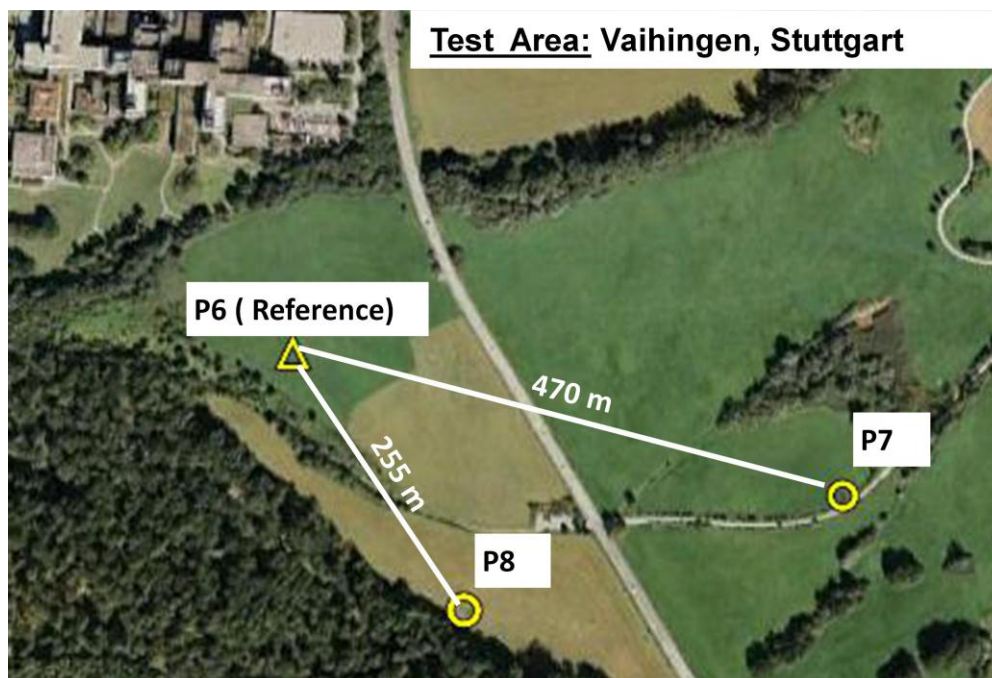 Test Area: Vaihingen, Stuttgart
P6 ( Reference)
470 m
255 m
P7
P8